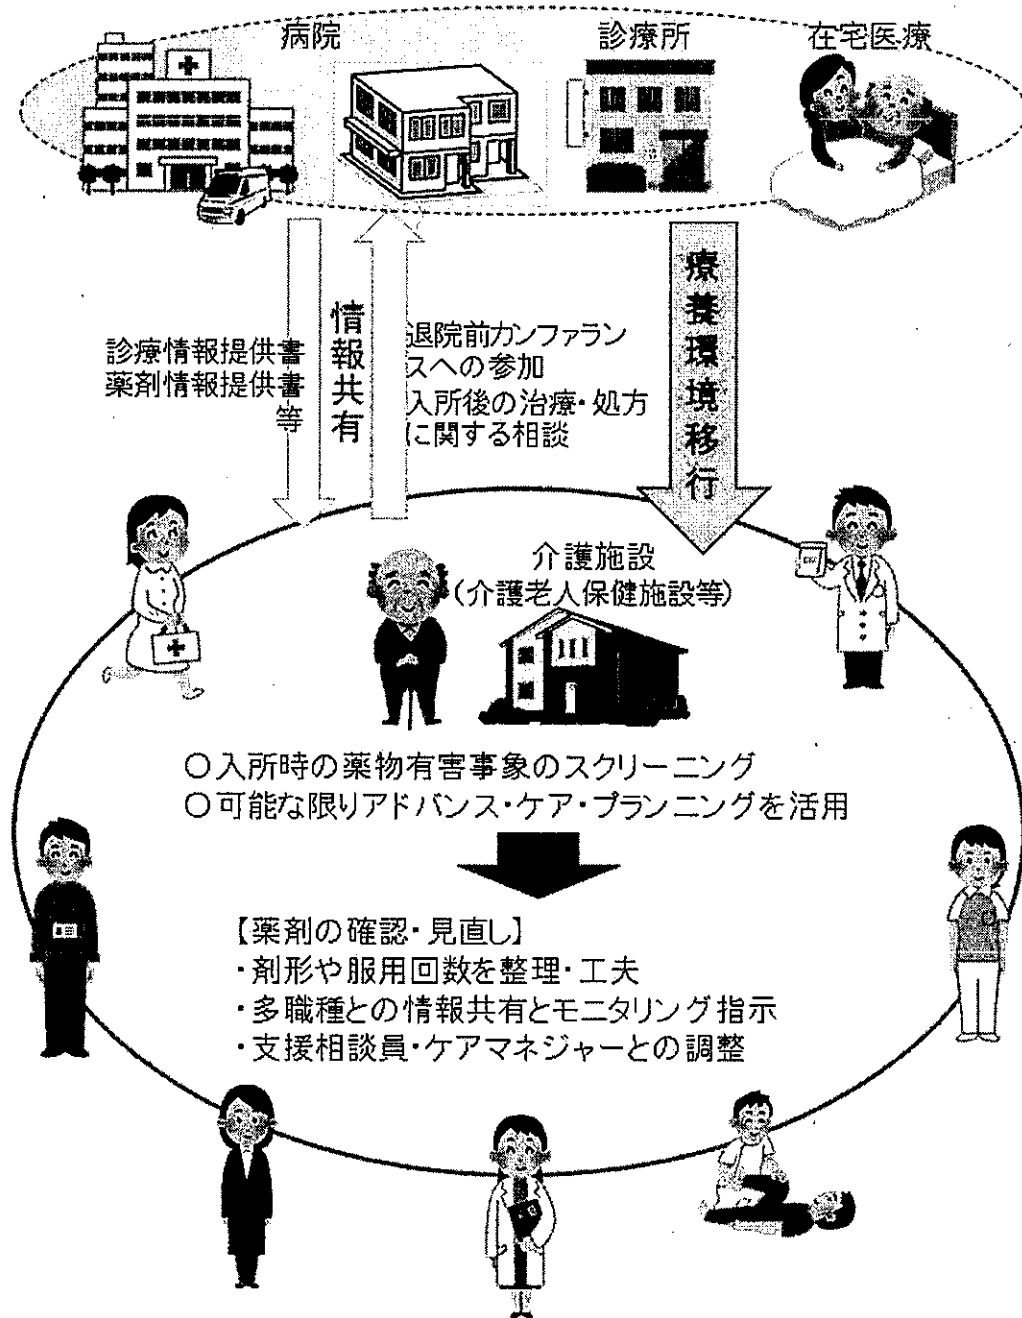 病院
診療所
在宅医療
診療情報提供書
薬剤情報提供書
等
情報共有
退院前カンファラン
スへの参加
入所後の治療・処方
に関する相談
療養環境移行
介護施設
(介護老人保健施設等)
○入所時の薬物有害事象のスクリーニング
○可能な限りアドバンス・ケア・プランニングを活用
【薬剤の確認・見直し】
・剤形や服用回数を整理・工夫
・多職種との情報共有とモニタリング指示
・支援相談員・ケアマネジャーとの調整